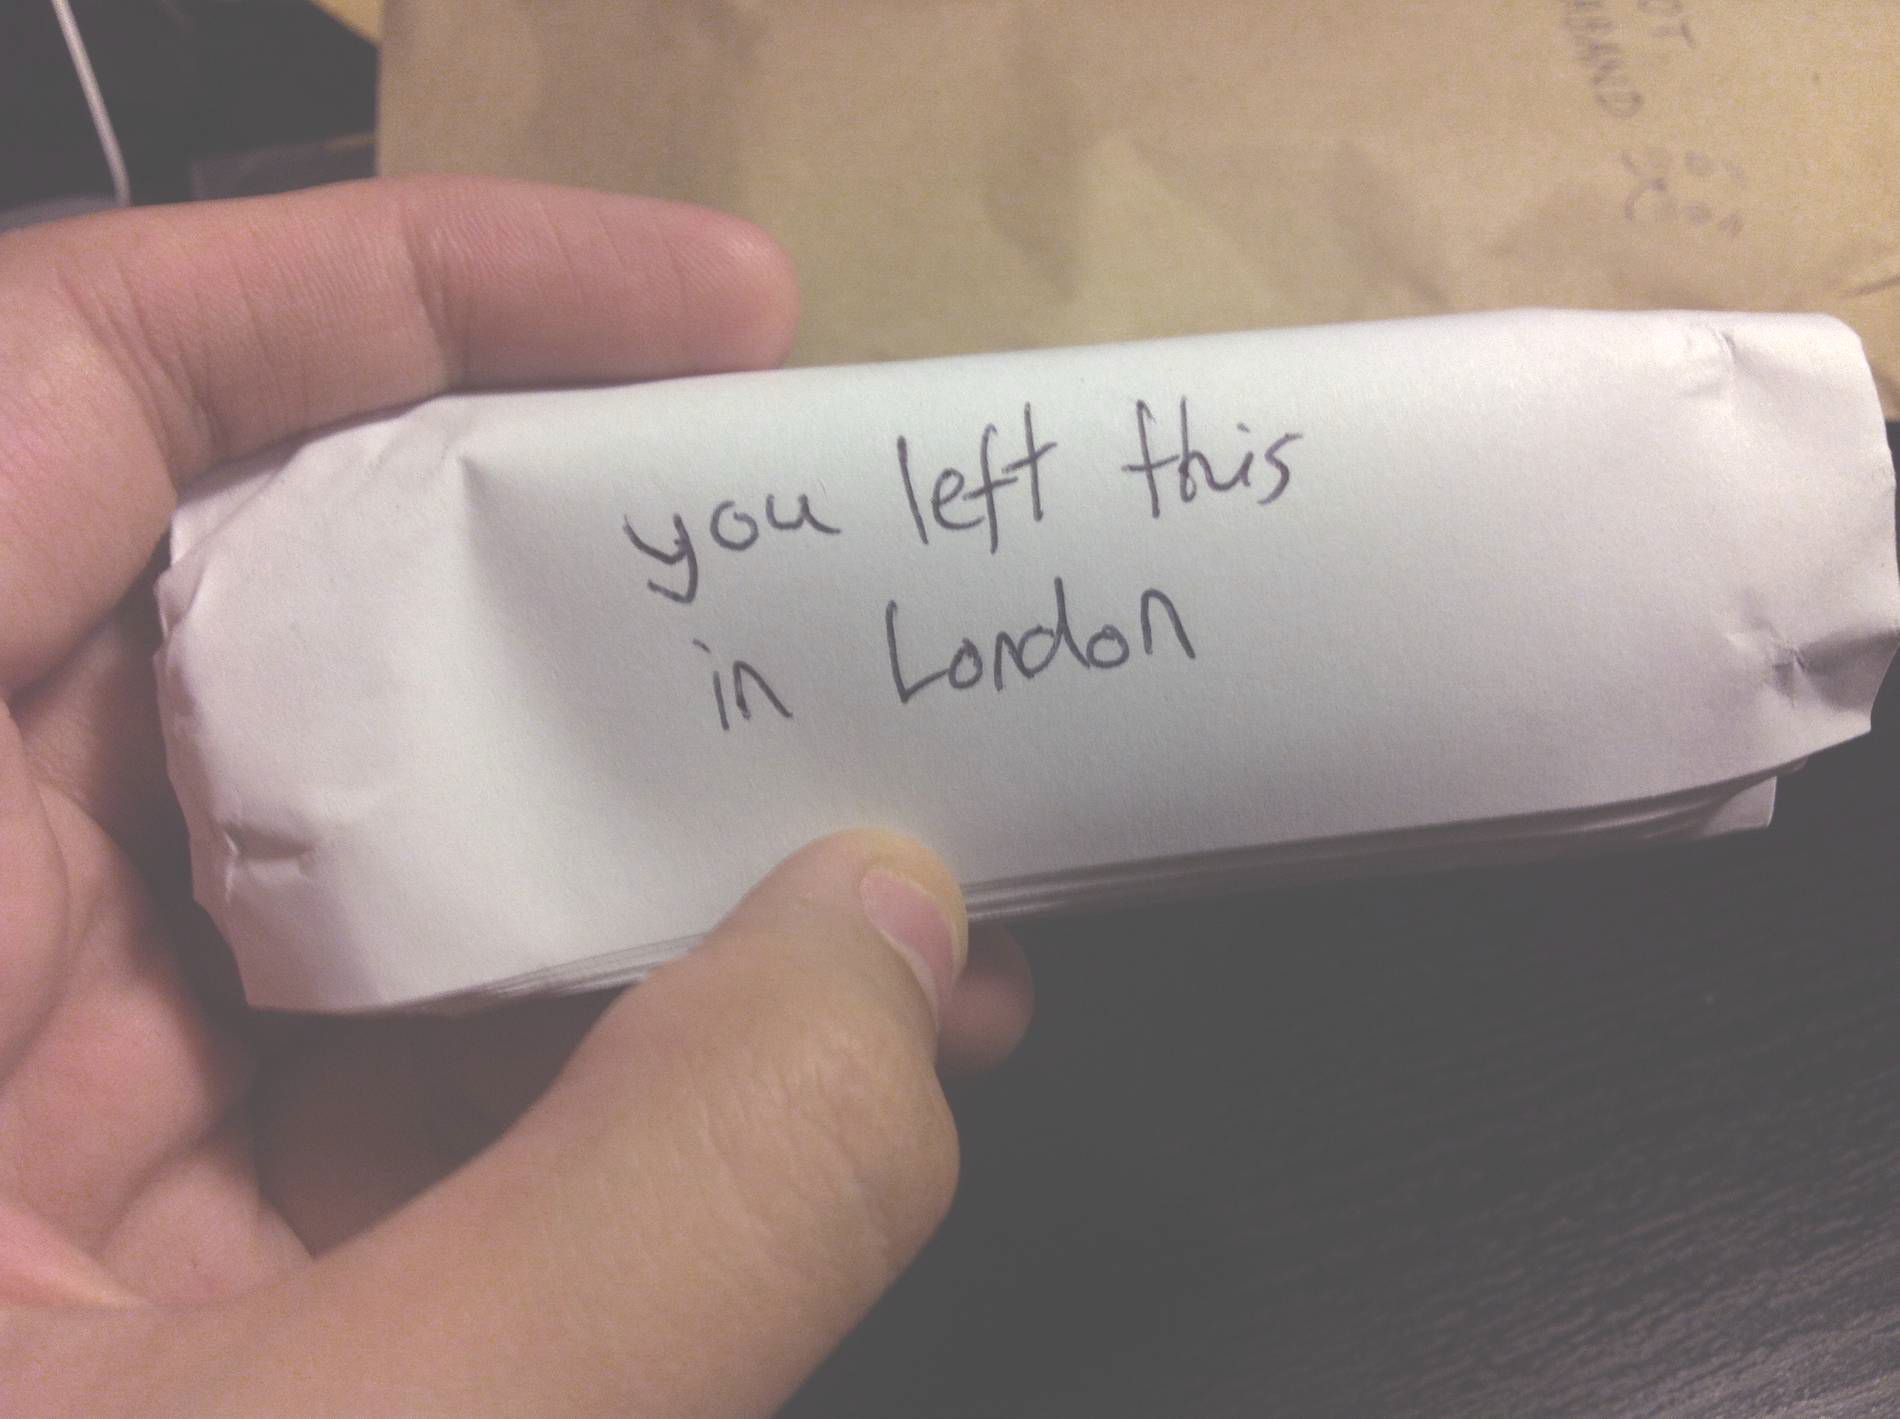 you left this
in London